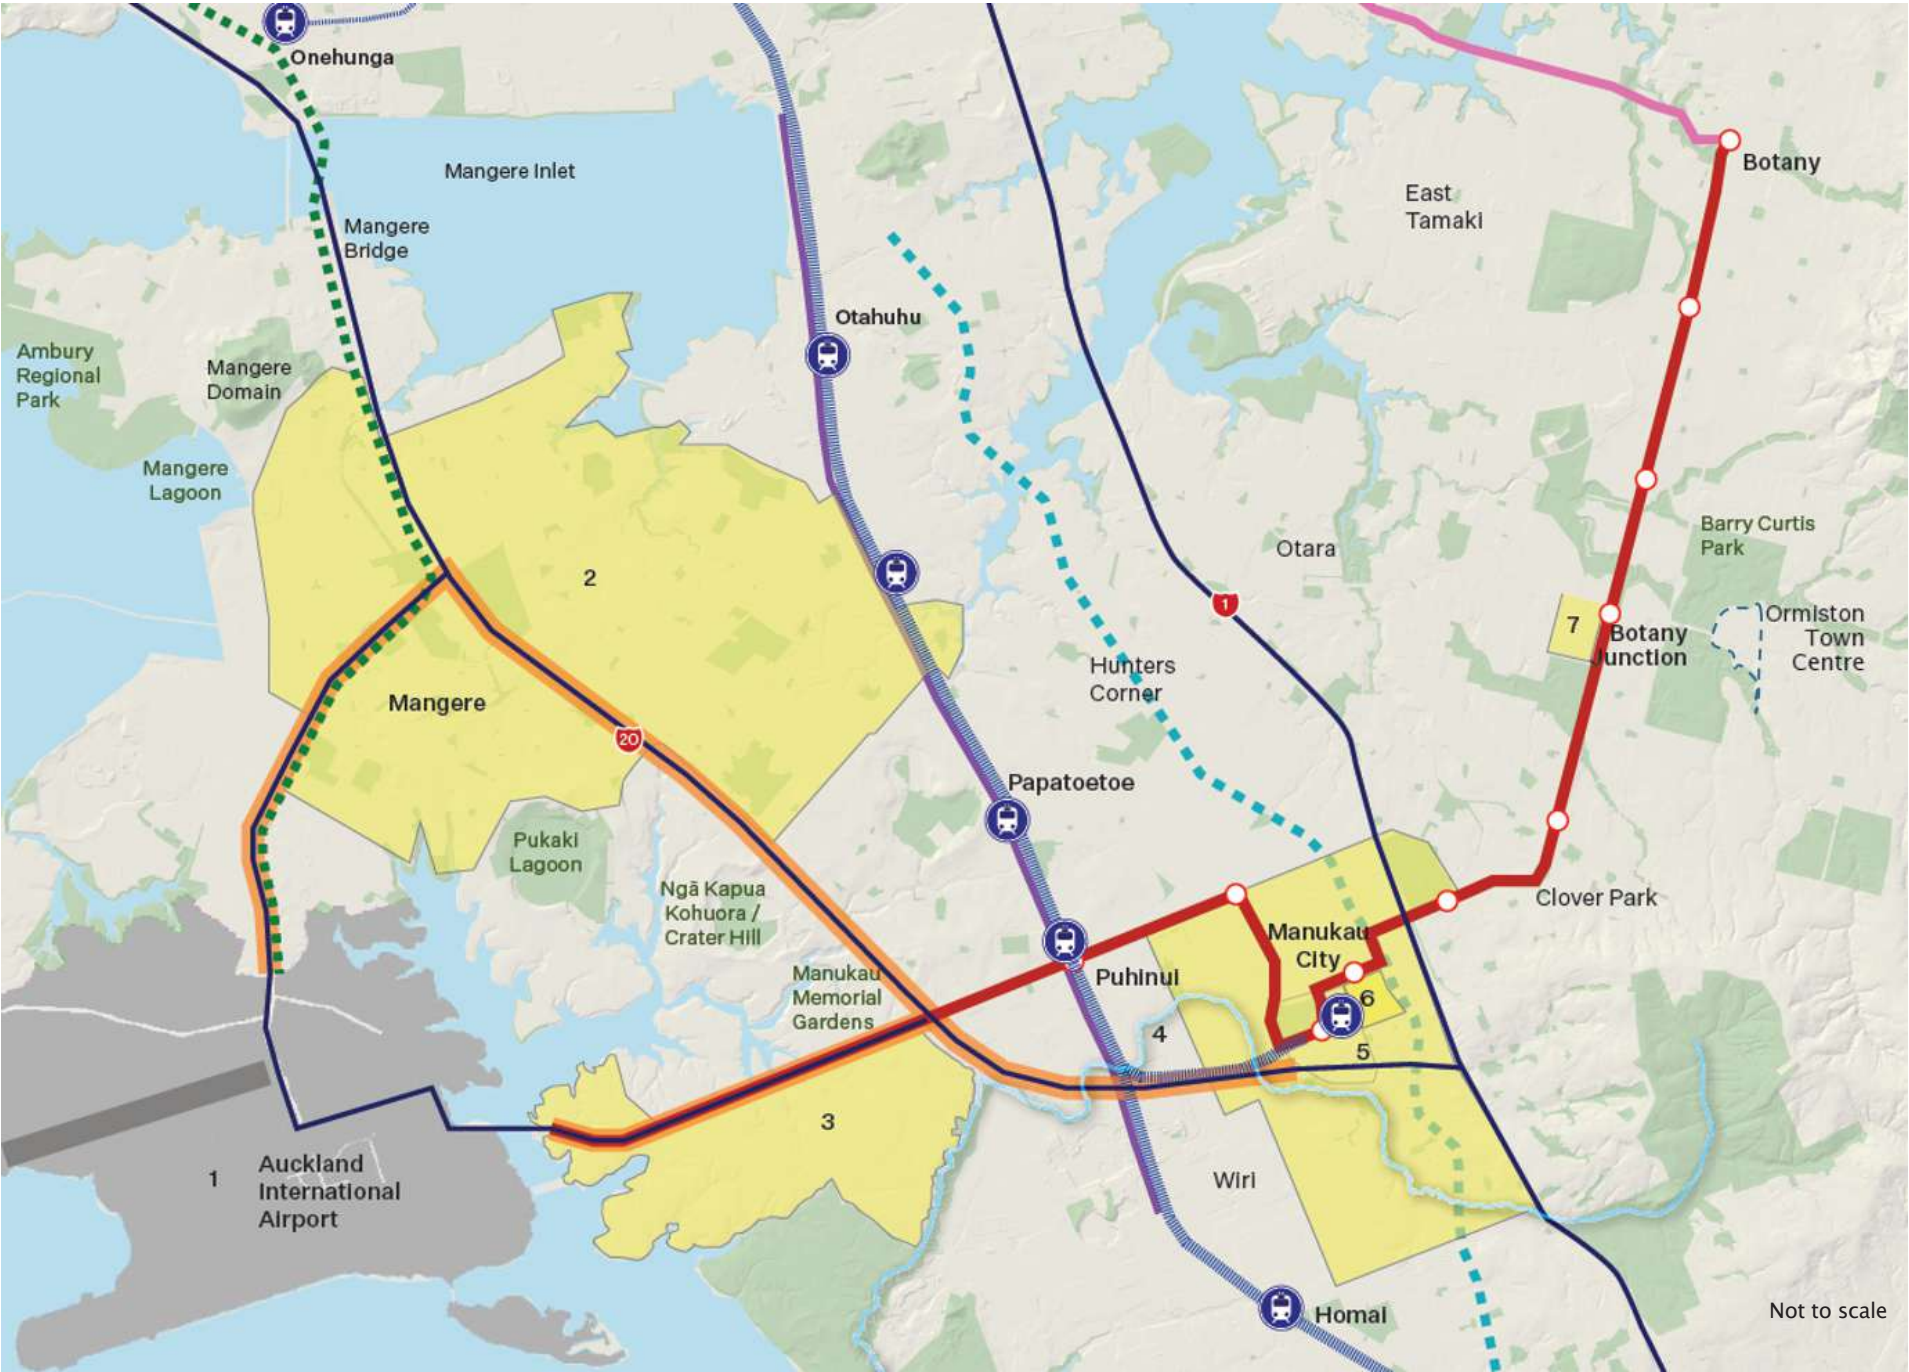 Onehunga
Mangere Inlet
Botany
East
Tamaki
Mangere
Bridge
Otahuhu
Ambury
Regional
Park
Mangere
Domain
Mangere
Lagoon
Barry Curtis
Park
Otara
2
1
7
Botany
Junction
Ormiston
Town
Centre
Hunters
Corner
Mangere
20
Papatoetoe
Pukaki
Lagoon
Ngā Kapua
Kohuora /
Crater Hill
Clover Park
Manukau
City
Manukau
Memorial
Gardens
Puhinui
6
4
5
3
1
Auckland
International
Airport
Wiri
Homai
Not to scale